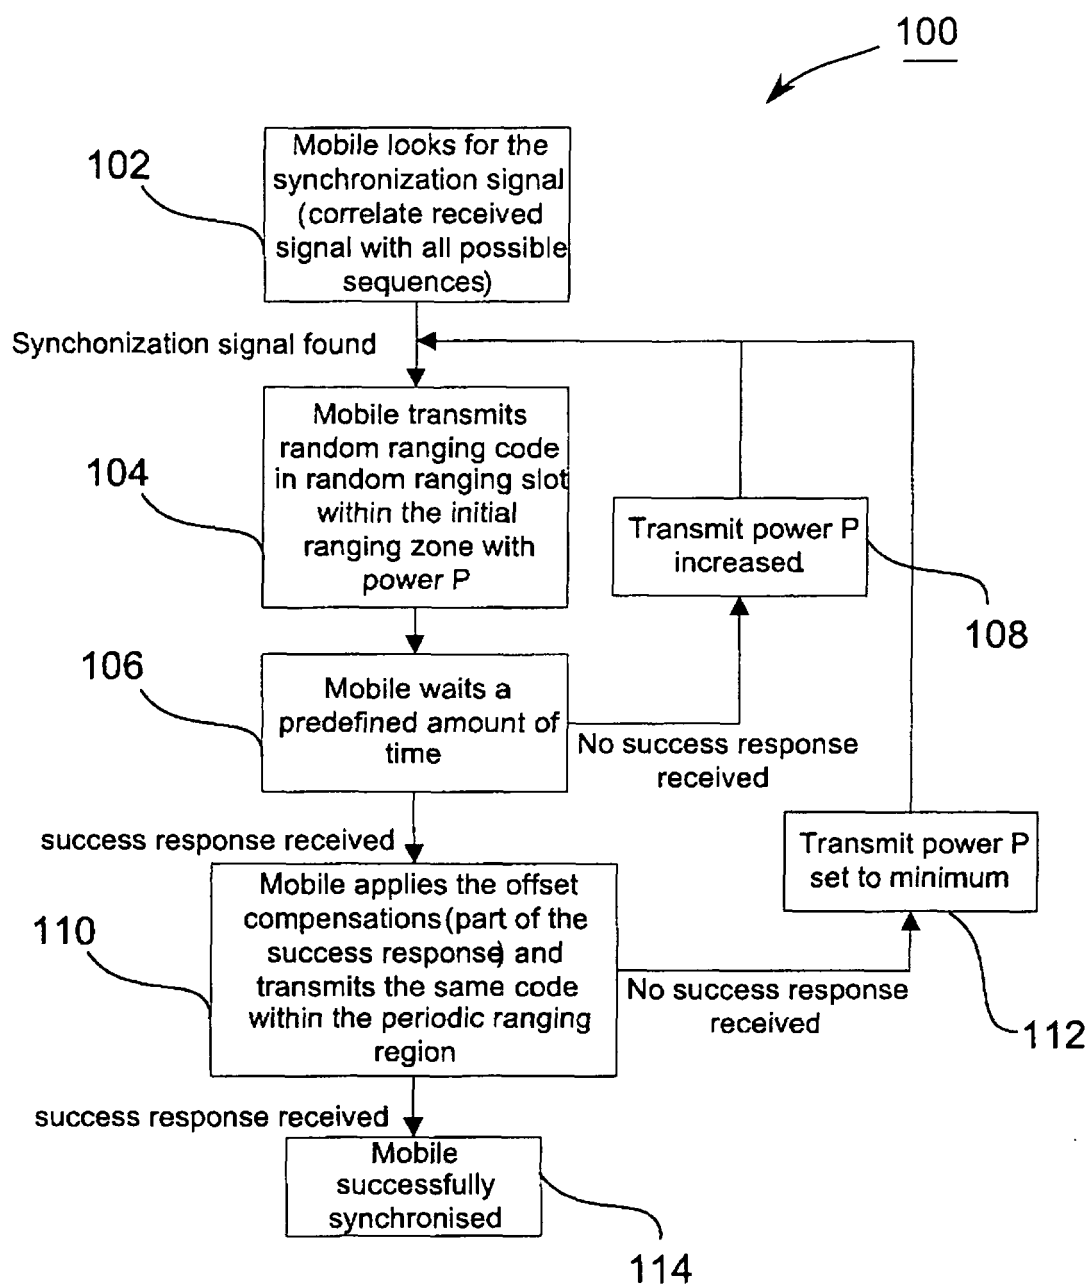 100
102
Mobile looks for the
synchronization signal
(correlate received
signal with all possible
sequences)
Synchonization signal found
104
Mobile transmits
random ranging code
in random ranging slot
within the initial
ranging zone with
power P
Transmit power P
increased
108
106
Mobile waits a
predefined amount of
time
No success response
received
success response received
Transmit power P
set to minimum
112
110
Mobile applies the offset
compensations (part of the
success response) and
transmits the same code
within the periodic ranging
region
No success response
received
success response received
Mobile
successfully
synchronised
114